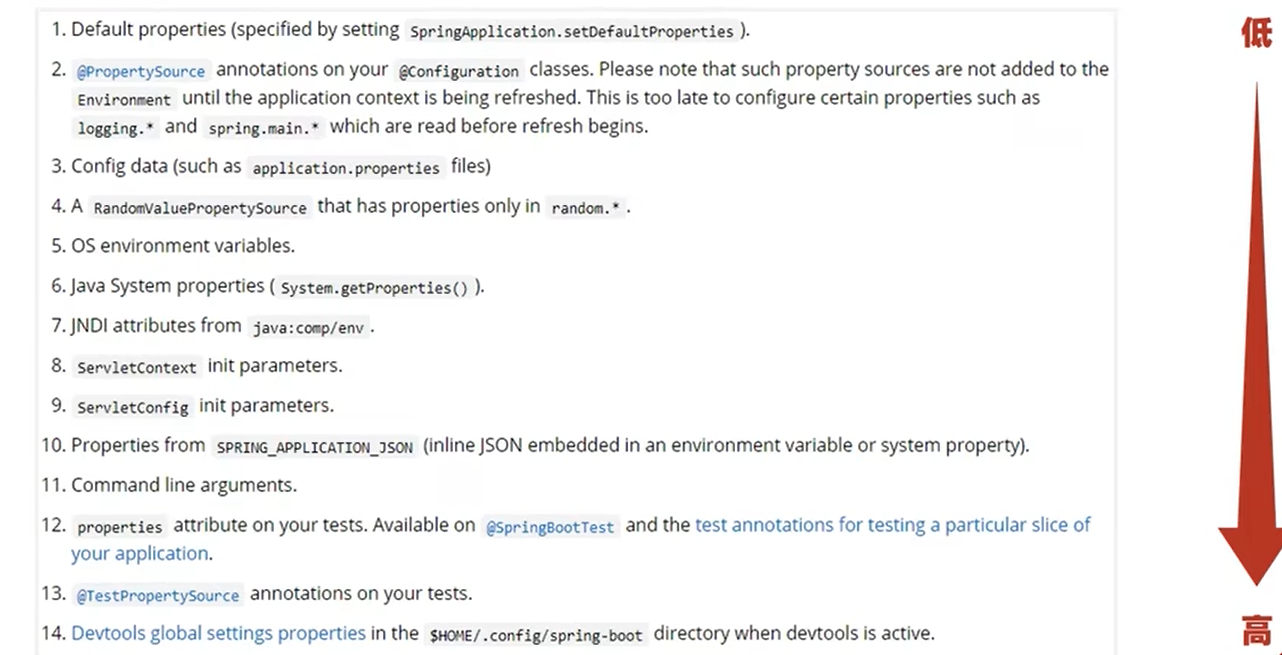 1. Default properties (specified by setting SpringApplication.setDefaultProperties ).
2. @PropertySource annotations on your @Configuration classes. Please note that such property sources are not added to the
Environment until the application context is being refreshed. This is too late to configure certain properties such as
logging.* and spring.main.* which are read before refresh begins.
3. Config data (such as application.properties files)
4. A RandomValuePropertySource that has properties only in random.* .
5. OS environment variables.
6. Java System properties ( System.getProperties() ).
7. JNDI attributes from java:comp/env .
8. ServletContext init parameters.
9. ServletConfig init parameters.
10. Properties from SPRING_APPLICATION_JSON (inline JSON embedded in an environment variable or system property).
11. Command line arguments.
12. properties attribute on your tests. Available on @SpringBootTest and the test annotations for testing a particular slice of
your application.
13. @TestPropertySource annotations on your tests.
14. Devtools global settings properties in the $HOME/.config/spring-boot directory when devtools is active.
低
高